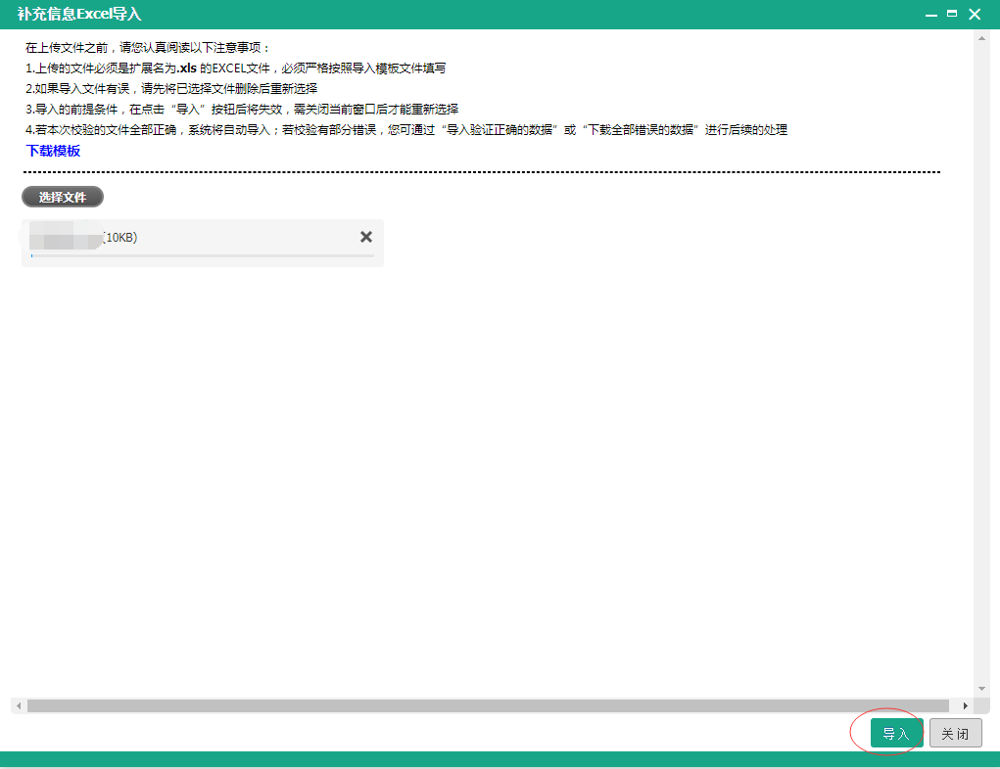 补充信息Excel导入
在上传文件之前，请您认真阅读以下注意事项：
1.上传的文件必须是扩展名为.xls 的EXCEL文件，必须严格按照导入模板文件填写
2.如果导入文件有误，请先将已选择文件删除后重新选择
3.导入的前提条件，在点击“导入”按钮后将失效，需关闭当前窗口后才能重新选择
4.若本次校验的文件全部正确，系统将自动导入；若校验有部分错误，您可通过“导入验证正确的数据”或“下载全部错误的数据”进行后续的处理
下载模板
选择文件
(10KB)
导入
关闭